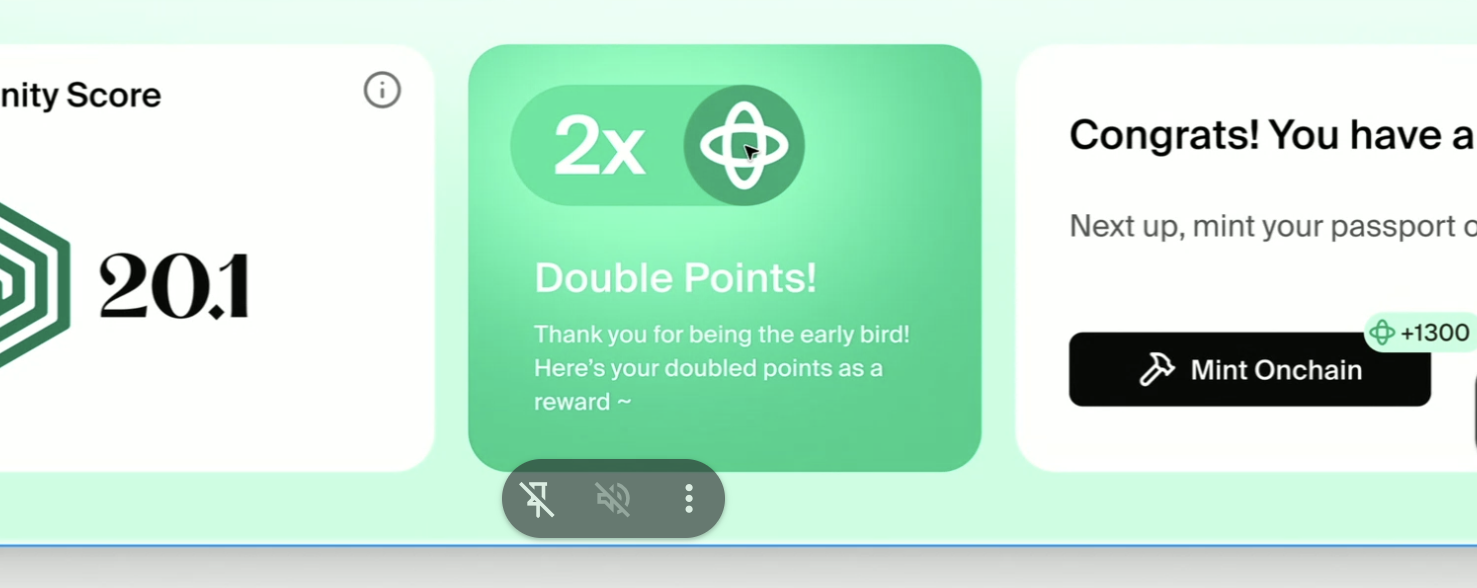 nity Score
20.1
2x
Double Points!
Thank you for being the early bird!
Here's your doubled points as a
reward ~
Congrats! You have a
Next up, mint your passport o
+1300
Mint Onchain